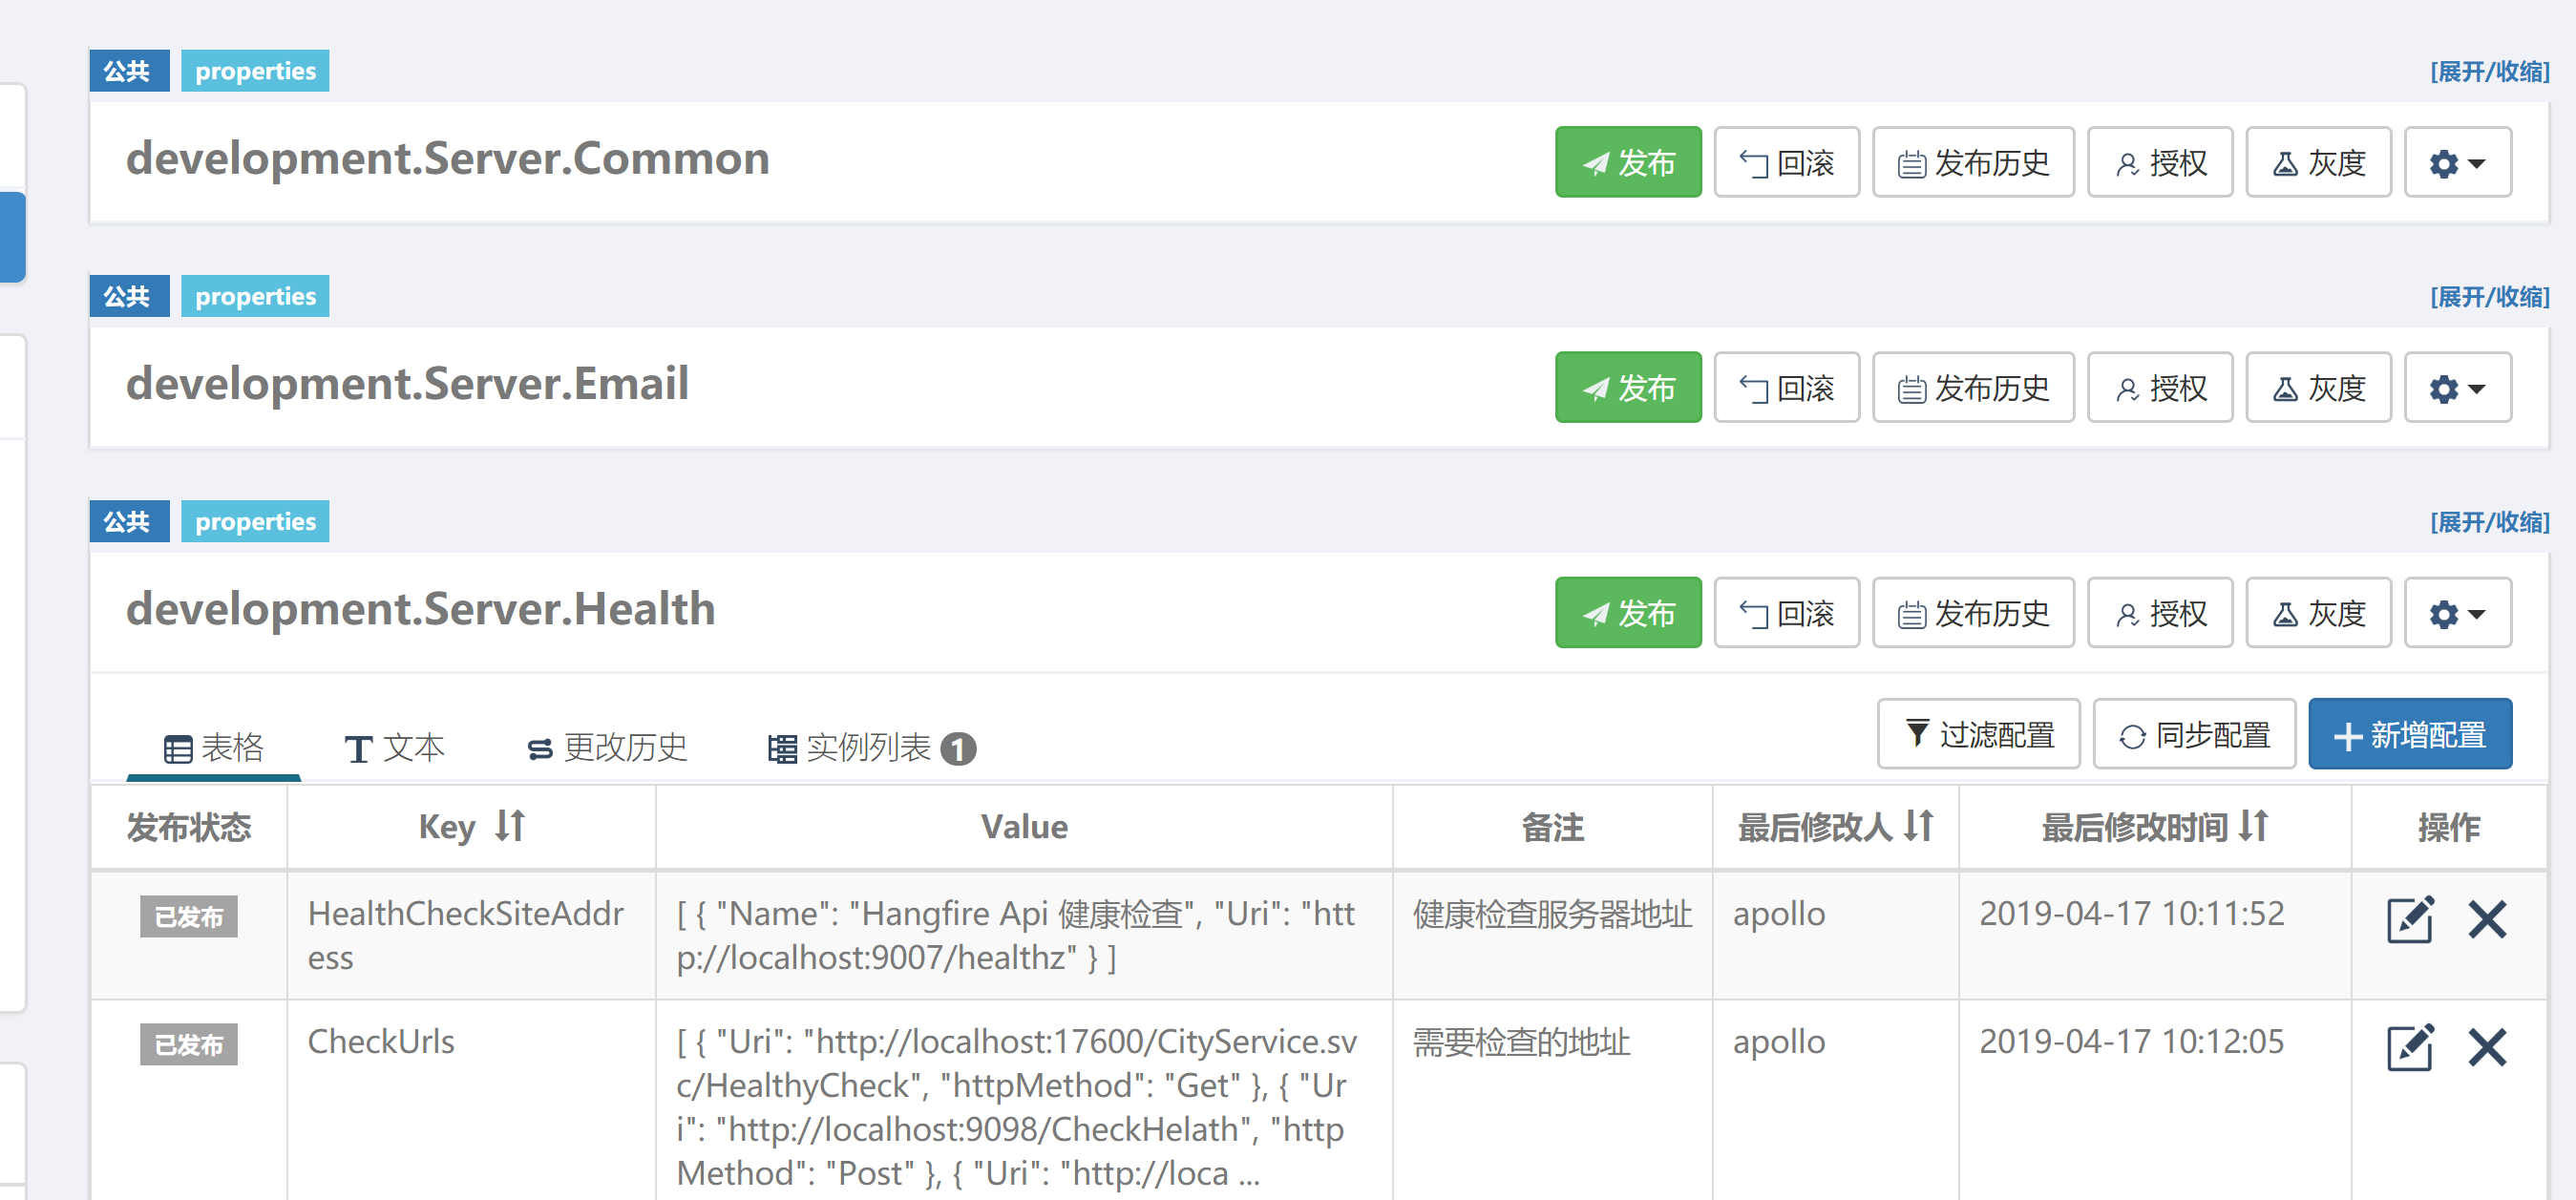 公共 properties [展开/收缩]
development.Server.Common 发布 回滚 发布历史 授权 灰度
公共 properties [展开/收缩]
development.Server.Email 发布 回滚 发布历史 授权 灰度
公共 properties [展开/收缩]
development.Server.Health 发布 回滚 发布历史 授权 灰度
表格 文本 更改历史 实例列表 1 过滤配置 同步配置 新增配置
发布状态 Key Value 备注 最后修改人 最后修改时间 操作
已发布 HealthCheckSiteAddr [ { "Name": "Hangfire Api 健康检查", "Uri": "htt 健康检查服务器地址 apollo 2019-04-17 10:11:52
ess p://localhost:9007/healthz" } ]
已发布 CheckUrls [ { "Uri": "http://localhost:17600/CityService.sv 需要检查的地址 apollo 2019-04-17 10:12:05
c/HealthyCheck", "httpMethod": "Get" }, { "Ur
i": "http://localhost:9098/CheckHelath", "http
Method": "Post" }, { "Uri": "http://loca ...